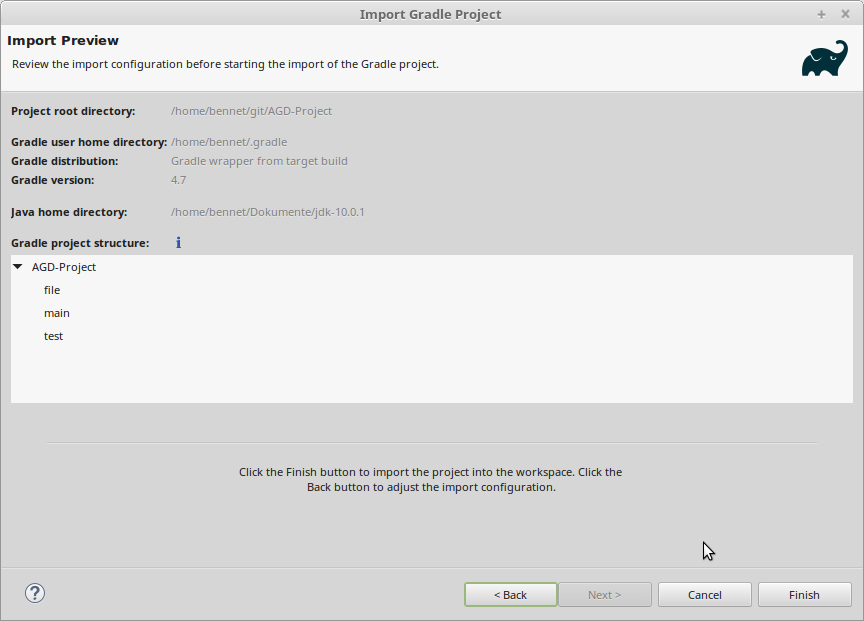 Import Gradle Project
Import Preview
Review the import configuration before starting the import of the Gradle project.
Project root directory: /home/bennet/git/AGD-Project
Gradle user home directory: /home/bennet/.gradle
Gradle distribution: Gradle wrapper from target build
Gradle version: 4.7
Java home directory: /home/bennet/Dokumente/jdk-10.0.1
Gradle project structure:
AGD-Project
file
main
test
Click the Finish button to import the project into the workspace. Click the
Back button to adjust the import configuration.
< Back Next > Cancel Finish